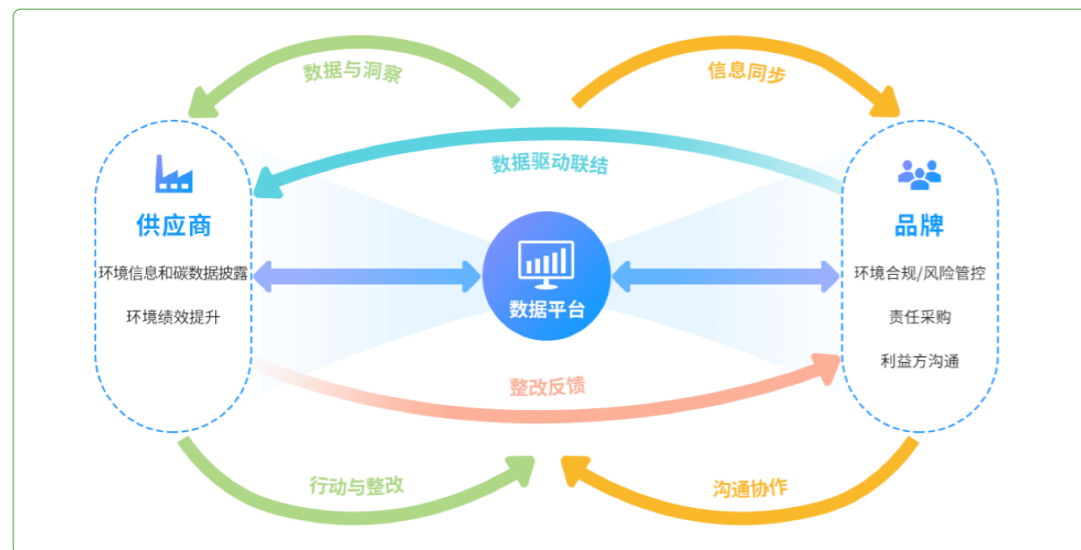 数据与洞察
信息同步
数据驱动联结
供应商
环境信息和碳数据披露
环境绩效提升
数据平台
品牌
环境合规/风险管控
责任采购
利益方沟通
整改反馈
行动与整改
沟通协作